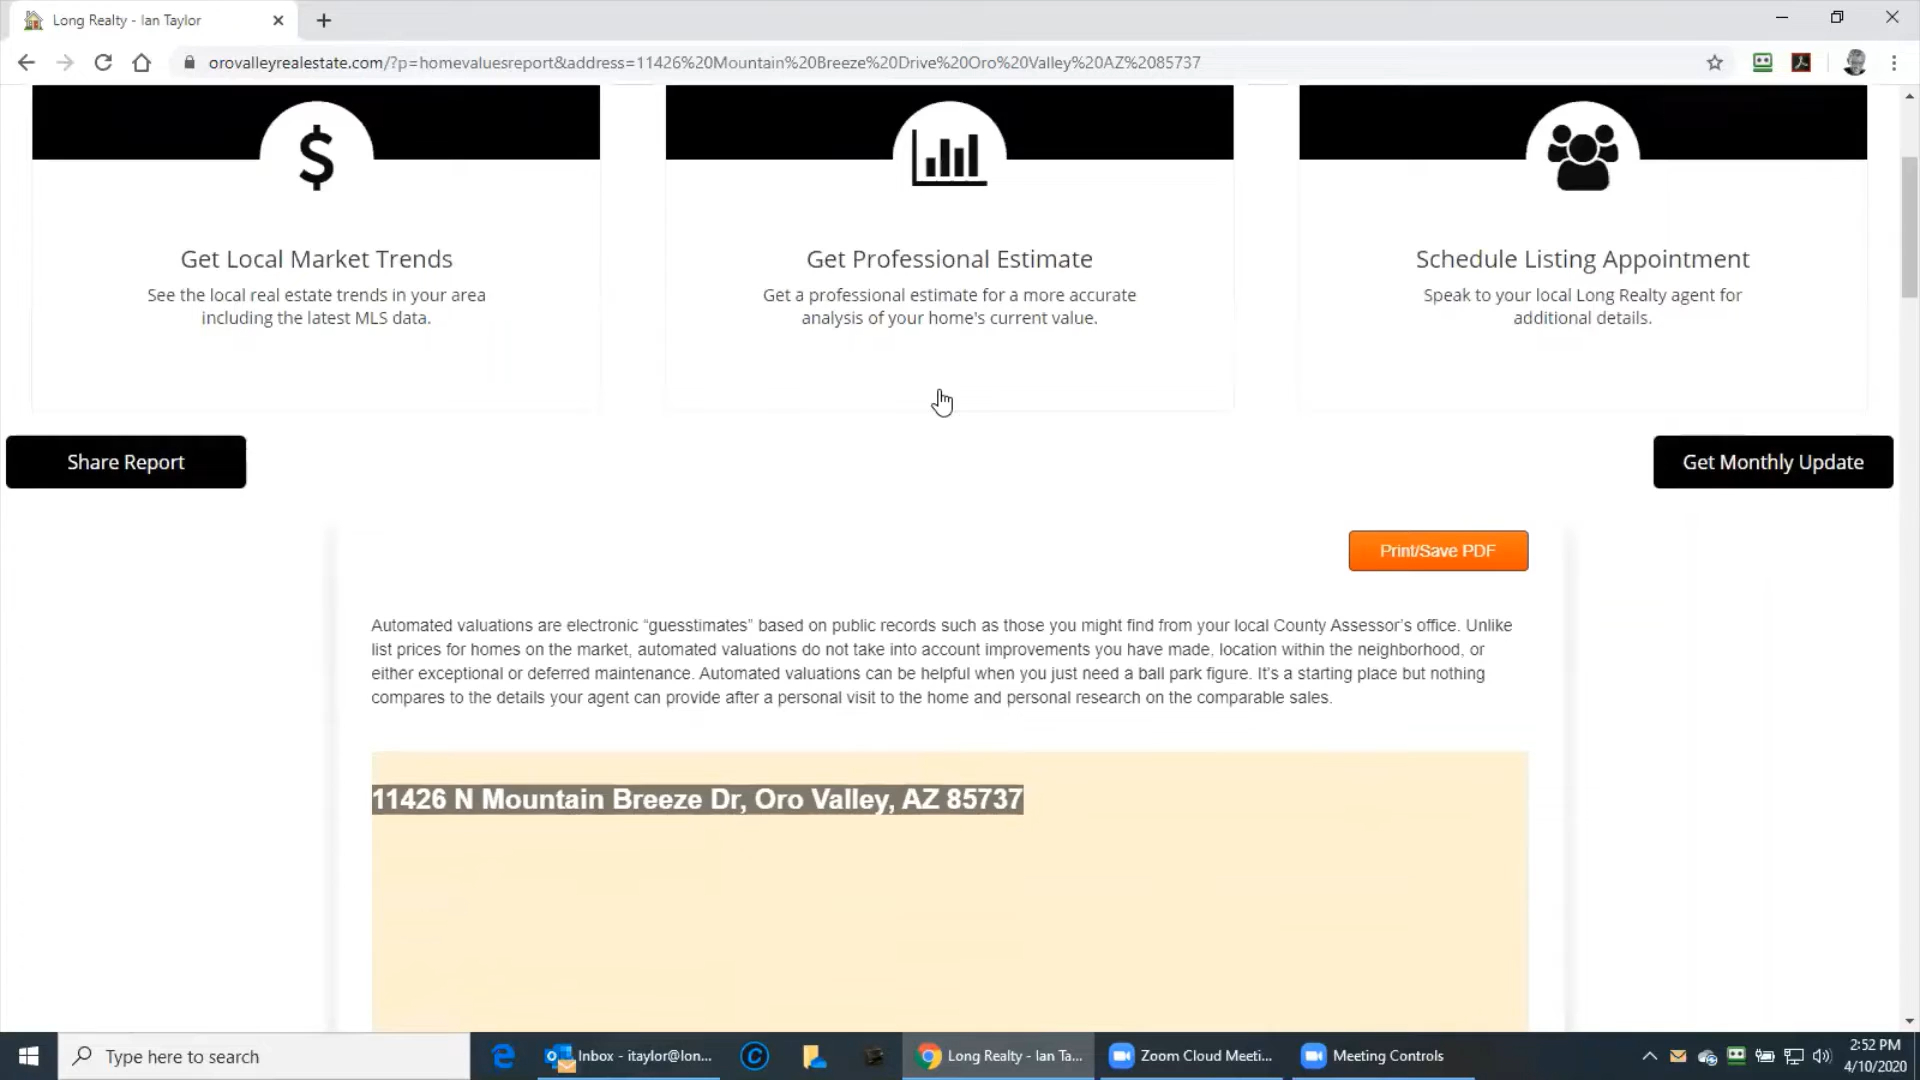 Long Realty - Ian Taylor
orovalleyrealestate.com/?p=homevaluesreport&address=11426%20Mountain%20Breeze%20Drive%20Oro%20Valley%20AZ%2085737
$
Get Local Market Trends
See the local real estate trends in your area
including the latest MLS data.
Get Professional Estimate
Get a professional estimate for a more accurate
analysis of your home's current value.
Schedule Listing Appointment
Speak to your local Long Realty agent for
additional details.
Share Report
Get Monthly Update
Print/Save PDF
Automated valuations are electronic “guesstimates” based on public records such as those you might find from your local County Assessor’s office. Unlike
list prices for homes on the market, automated valuations do not take into account improvements you have made, location within the neighborhood, or
either exceptional or deferred maintenance. Automated valuations can be helpful when you just need a ball park figure. It’s a starting place but nothing
compares to the details your agent can provide after a personal visit to the home and personal research on the comparable sales.
11426 N Mountain Breeze Dr, Oro Valley, AZ 85737
Type here to search
Inbox - itaylor@lon...
Long Realty - Ian Ta...
Zoom Cloud Meeti...
Meeting Controls
2:52 PM
4/10/2020